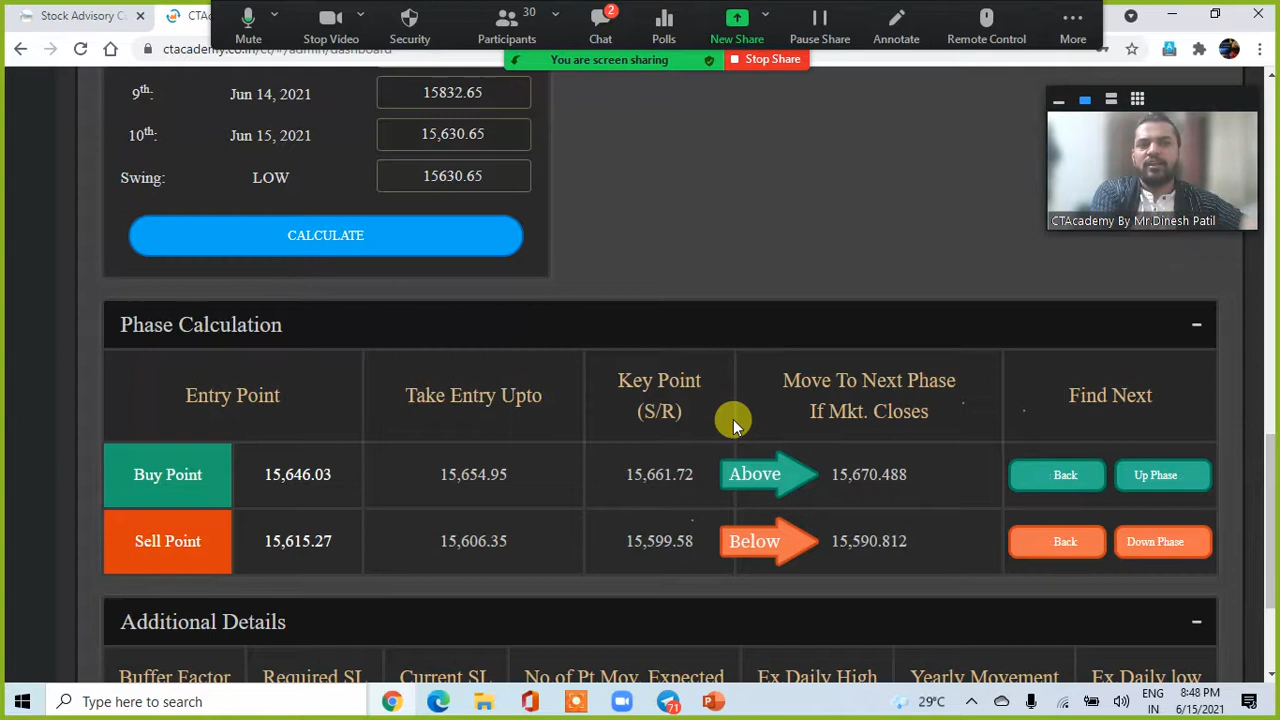 Stock Advisory C
CTAc
30
2
Mute
Stop Video
Security
Participants
Chat
Polls
New Share
Pause Share
Annotate
Remote Control
More
You are screen sharing
Stop Share
9th:
Jun 14, 2021
15832.65
10th:
Jun 15, 2021
15,630.65
Swing:
LOW
15630.65
CALCULATE
CTAcademy By Mr.Dinesh Patil
Phase Calculation
Entry Point
Take Entry Upto
Key Point
(S/R)
Move To Next Phase
If Mkt. Closes
Find Next
Buy Point
15,646.03
15,654.95
15,661.72
Above
15,670.488
Back
Up Phase
Sell Point
15,615.27
15,606.35
15,599.58
Below
15,590.812
Back
Down Phase
Additional Details
Buffer Factor
Required SL
Current SL
No of Pt Mov. Expected
Ex Daily High
Yearly Movement
Ex Daily low
Type here to search
71
29°C
ENG
IN
8:48 PM
6/15/2021